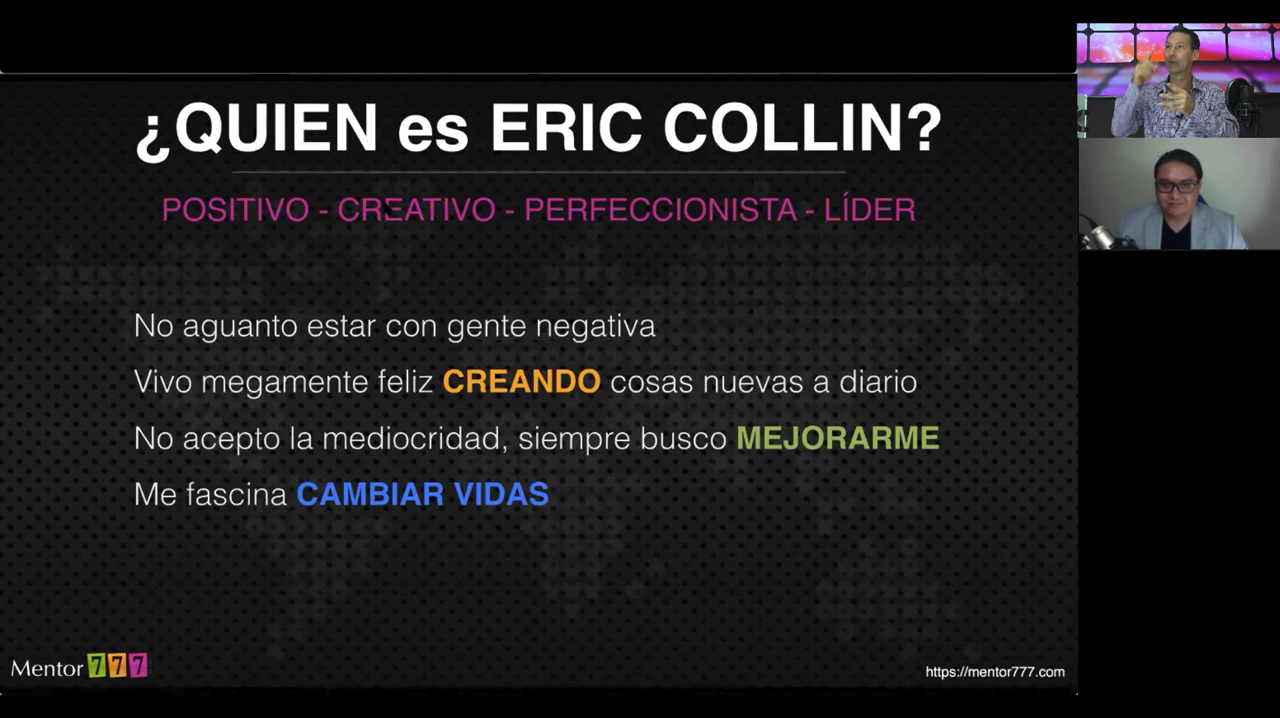 ¿QUIEN es ERIC COLLIN?
POSITIVO - CREATIVO - PERFECCIONISTA - LÍDER
No aguanto estar con gente negativa
Vivo megamente feliz CREANDO cosas nuevas a diario
No acepto la mediocridad, siempre busco MEJORARME
Me fascina CAMBIAR VIDAS
Mentor 777
https://mentor777.com